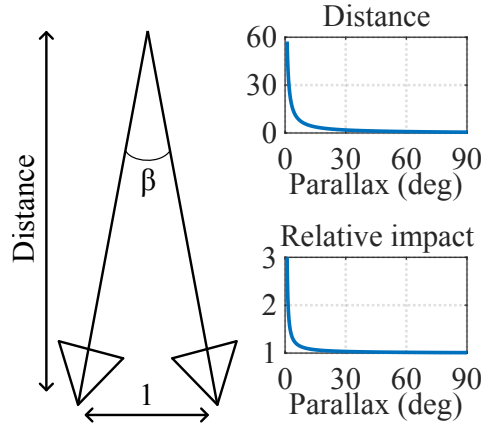 Distance
β
1
Distance
60
30
0
0 30 60 90
Parallax (deg)
Relative impact
3
2
1
0 30 60 90
Parallax (deg)